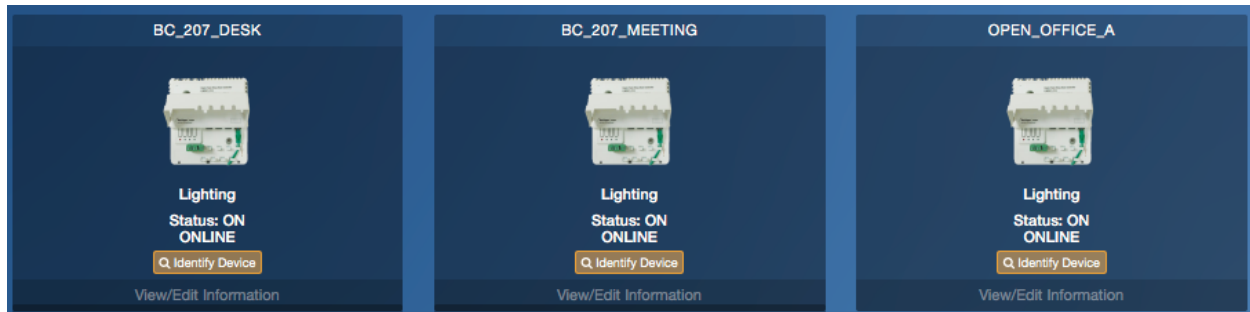 BC_207_DESK
Lighting
Status: ON
ONLINE
Identify Device
View/Edit Information
BC_207_MEETING
Lighting
Status: ON
ONLINE
Identify Device
View/Edit Information
OPEN_OFFICE_A
Lighting
Status: ON
ONLINE
Identify Device
View/Edit Information